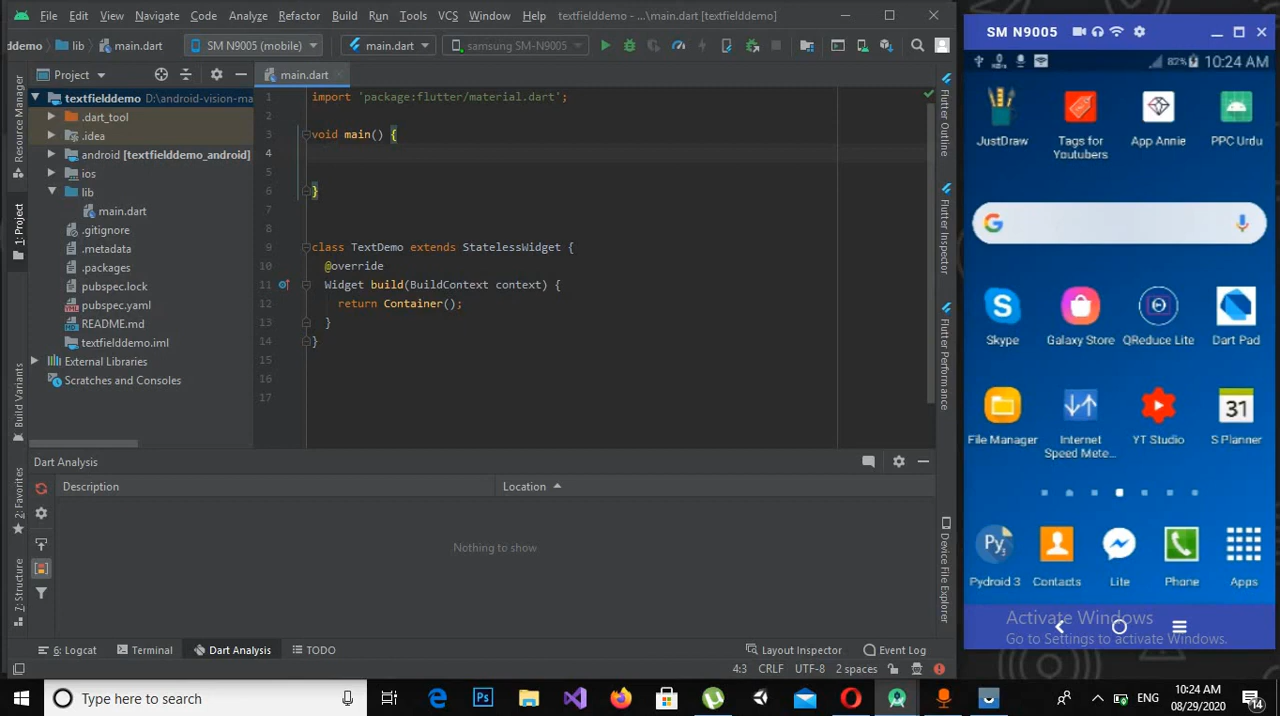 File Edit View Navigate Code Analyze Refactor Build Run Tools VCS Window Help textfielddemo - ...\main.dart [textfielddemo]
ddemo lib main.dart SM N9005 (mobile) main.dart samsung SM-N9005
Project main.dart
textfielddemo D:\android-vision-ma
.dart_tool
.idea
android [textfielddemo_android]
ios
lib
main.dart
.gitignore
.metadata
.packages
pubspec.lock
pubspec.yaml
README.md
textfielddemo.iml
External Libraries
Scratches and Consoles
Resource Manager
1: Project
Build Variants
2: Favorites
7: Structure
1 import 'package:flutter/material.dart';
2
3 void main() {
4
5
6 }
7
8
9 class TextDemo extends StatelessWidget {
10 @override
11 Widget build(BuildContext context) {
12 return Container();
13 }
14 }
15
16
17
Flutter Outline
Flutter Inspector
Flutter Performance
Device File Explorer
Dart Analysis
Description Location
Nothing to show
6: Logcat Terminal Dart Analysis TODO Layout Inspector Event Log
4:3 CRLF UTF-8 2 spaces
SM N9005
82% 10:24 AM
JustDraw Tags for Youtubers App Annie PPC Urdu
G
Skype Galaxy Store QReduce Lite Dart Pad
31
File Manager Internet Speed Mete... YT Studio S Planner
Py
Pydroid 3 Contacts Lite Phone Apps
Activate Windows
Go to Settings to activate Windows.
Type here to search Ps ENG 10:24 AM
08/29/2020 14